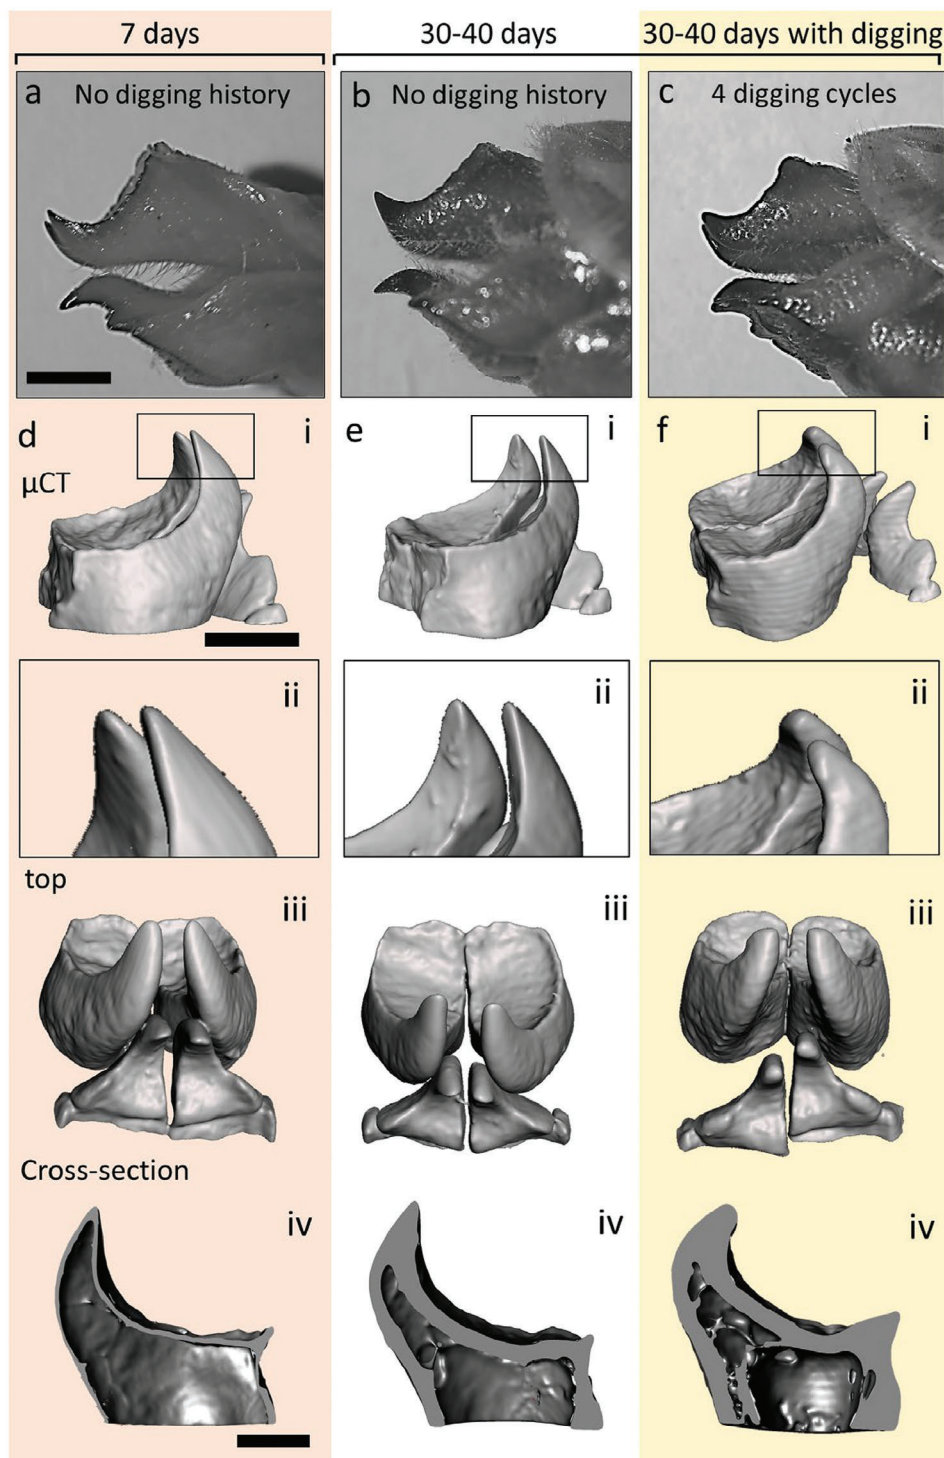 7 days
30-40 days
30-40 days with digging
a No digging history
b No digging history
c 4 digging cycles
d i
e i
f i
μCT
ii
ii
ii
top
iii
iii
iii
Cross-section
iv
iv
iv